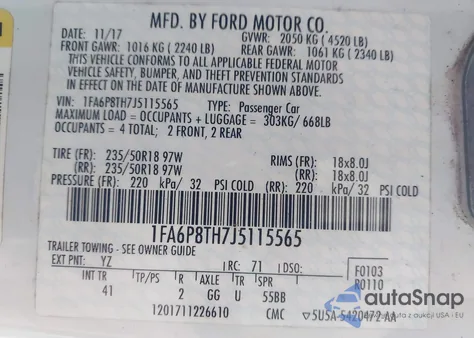 MFD. BY FORD MOTOR CO.
DATE: 11/17 GVWR: 2050 KG ( 4520 LB)
FRONT GAWR: 1016 KG ( 2240 LB) REAR GAWR: 1061 KG ( 2340 LB)
THIS VEHICLE CONFORMS TO ALL APPLICABLE FEDERAL MOTOR
VEHICLE SAFETY, BUMPER, AND THEFT PREVENTION STANDARDS IN
EFFECT ON THE DATE OF MANUFACTURE SHOWN ABOVE.
VIN: 1FA6P8TH7J5115565 TYPE: Passenger Car
MAXIMUM LOAD = OCCUPANTS + LUGGAGE = 303KG/ 668LB
OCCUPANTS = 4 TOTAL; 2 FRONT, 2 REAR
TIRE (FR): 235/50R18 97W RIMS (FR): 18x8.0J
(RR): 235/50R18 97W (RR): 18x8.0J
PRESSURE (FR): 220 kPa/ 32 PSI COLD (RR): 220 kPa/ 32 PSI COLD
1FA6P8TH7J5115565
TRAILER TOWING - SEE OWNER GUIDE
EXT PNT: YZ RC: 71 DSO: F0103
R0110
INT TR TP/PS R AXLE TR SPR
41 2 GG U 55BB
1201711226610 CMC 5U5A-5420472-AA
autoSnap